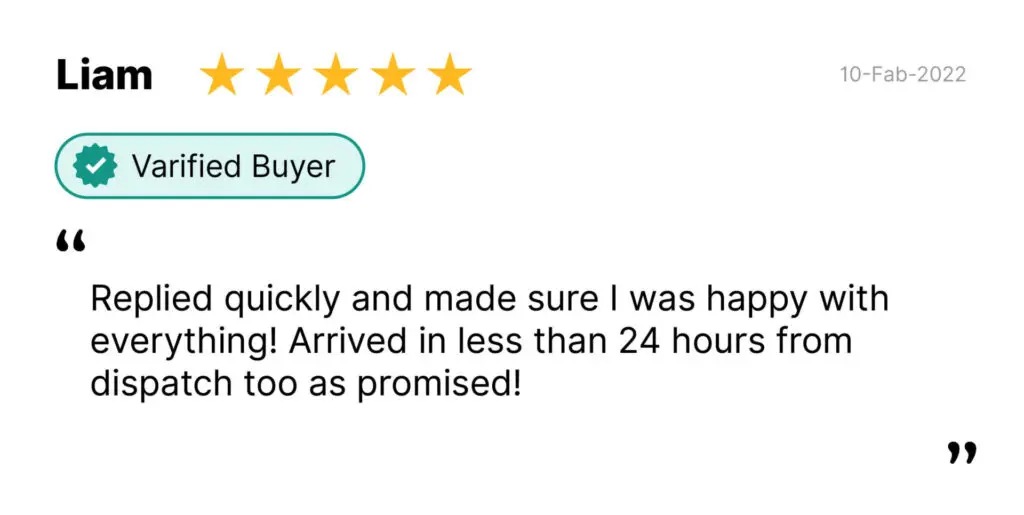 Liam
10-Fab-2022
Varified Buyer
“
Replied quickly and made sure I was happy with
everything! Arrived in less than 24 hours from
dispatch too as promised!
”